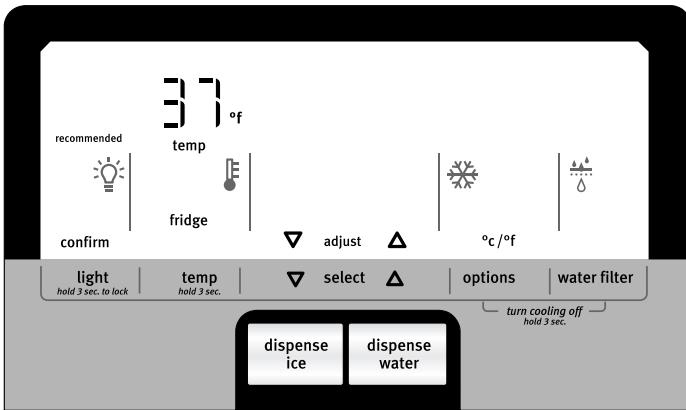 37 °f
recommended
temp
fridge
confirm
▽ adjust △
°c/°f
light
hold 3 sec. to lock
temp
hold 3 sec.
▽ select △
options
water filter
turn cooling off
hold 3 sec.
dispense
ice
dispense
water